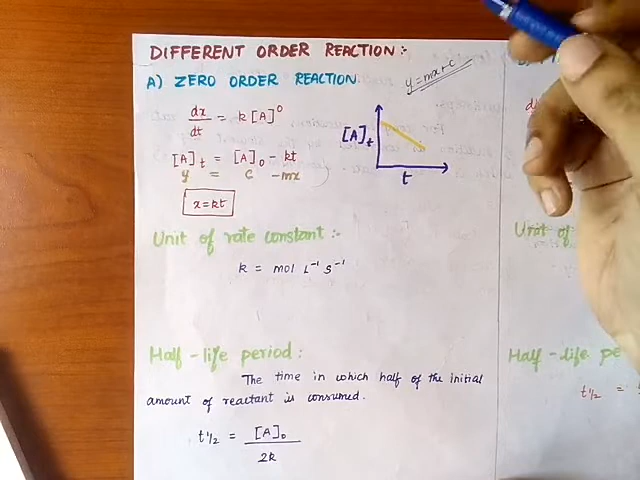 DIFFERENT ORDER REACTION:-
A) ZERO ORDER REACTION
y = mx+c
dx/dt = k [A]⁰
[A]t = [A]₀ - kt
y = c -mx
x = kt
[A]t
t
Unit of rate constant :-
k = mol L⁻¹ s⁻¹
Half-life period :
The time in which half of the initial
amount of reactant is consumed.
t½ = [A]₀/2k
Unit of
Half-life pe
t½ =